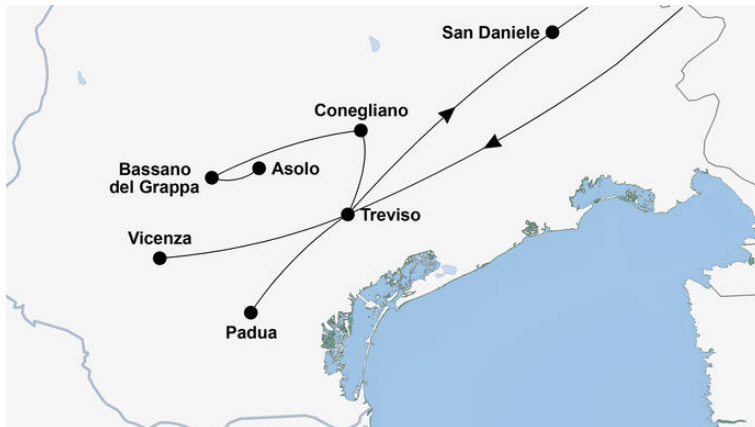 San Daniele
Conegliano
Bassano
del Grappa
Asolo
Treviso
Vicenza
Padua